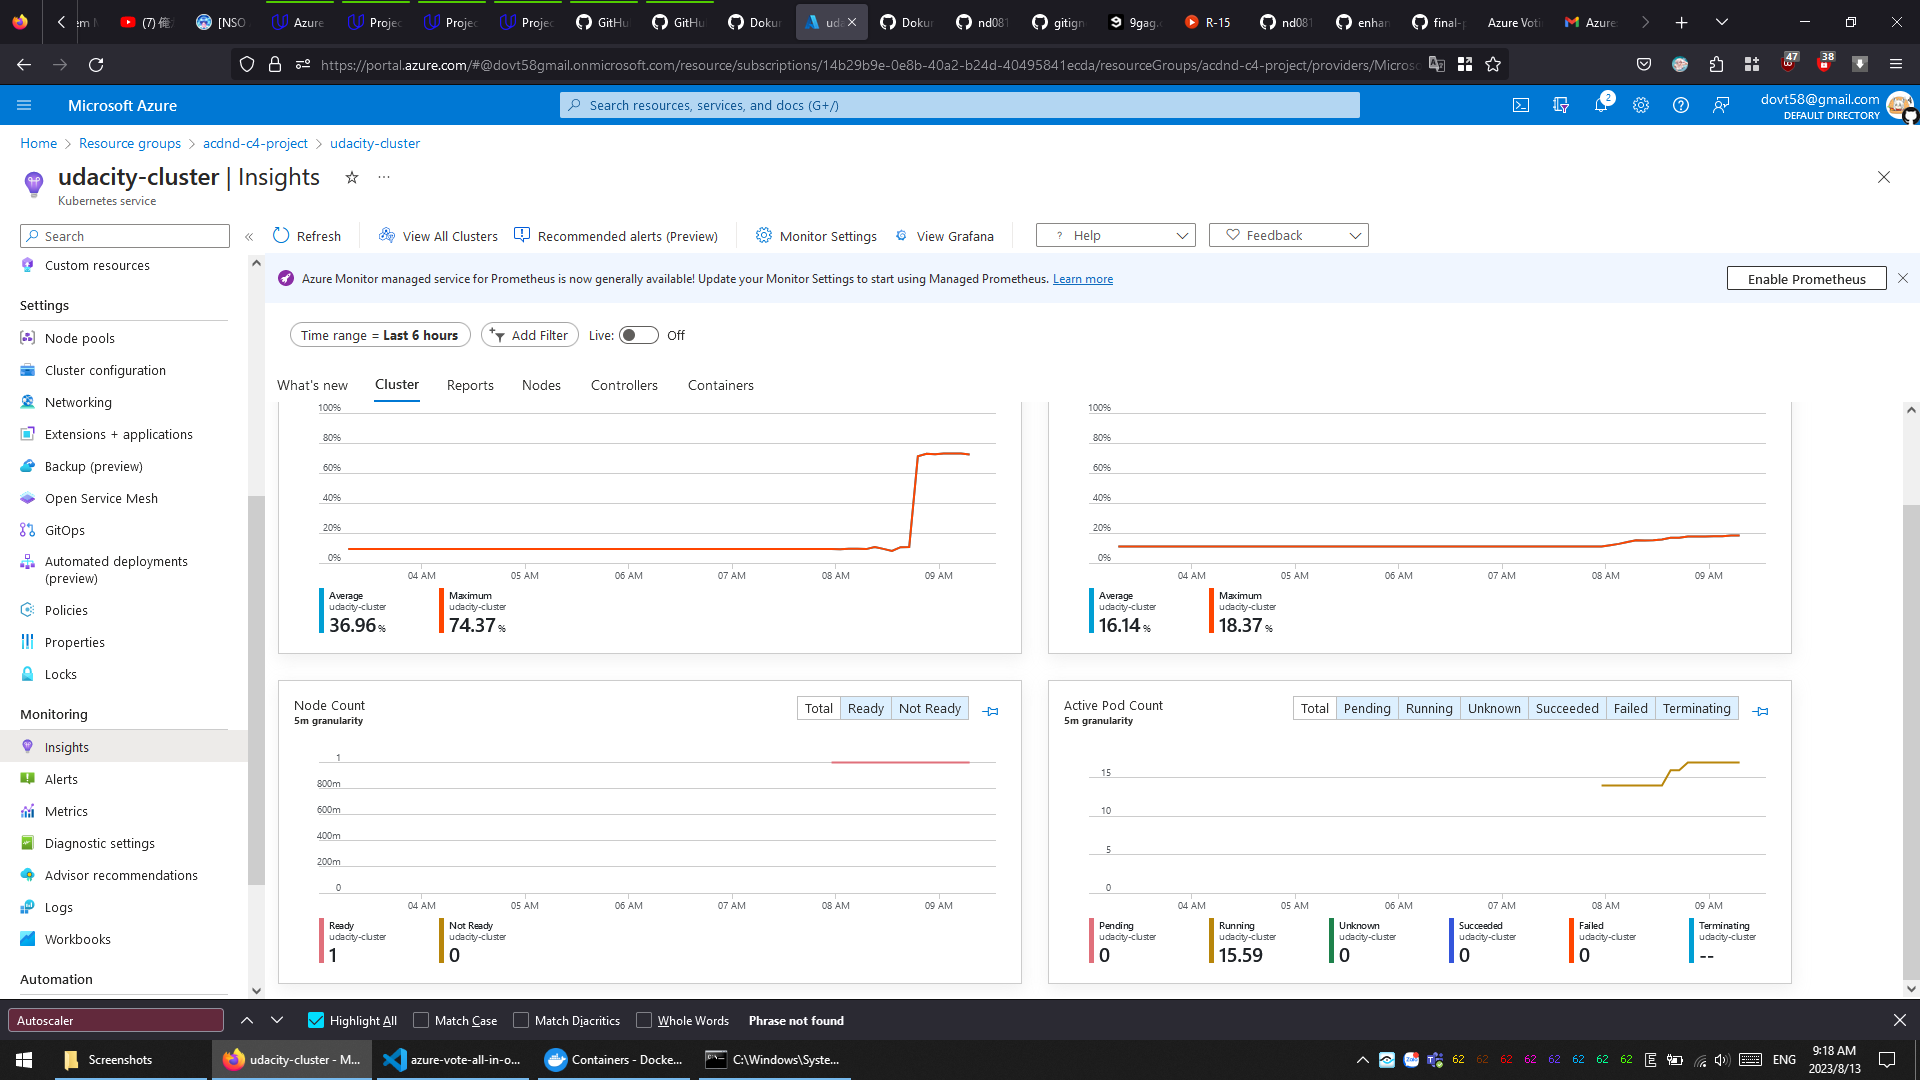 (7) 俺
[NSO
Azure
Projec
Projec
Projec
GitHu
GitHu
Dokur
uda
Dokur
nd081
gitign
9gag.
R-15
nd081
enhan
final-p
Azure Voti
Azure
https://portal.azure.com/#@dovt58gmail.onmicrosoft.com/resource/subscriptions/14b29b9e-0e8b-40a2-b24d-40495841ecda/resourceGroups/acdnd-c4-project/providers/Micros
47
38
Microsoft Azure
Search resources, services, and docs (G+/)
2
dovt58@gmail.com
DEFAULT DIRECTORY
Home > Resource groups > acdnd-c4-project > udacity-cluster
udacity-cluster | Insights
Kubernetes service
Search
Refresh
View All Clusters
Recommended alerts (Preview)
Monitor Settings
View Grafana
? Help
Feedback
Azure Monitor managed service for Prometheus is now generally available! Update your Monitor Settings to start using Managed Prometheus. Learn more
Enable Prometheus
Custom resources
Settings
Node pools
Cluster configuration
Networking
Extensions + applications
Backup (preview)
Open Service Mesh
GitOps
Automated deployments
(preview)
Policies
Properties
Locks
Monitoring
Insights
Alerts
Metrics
Diagnostic settings
Advisor recommendations
Logs
Workbooks
Automation
Time range = Last 6 hours
Add Filter
Live:
Off
What's new
Cluster
Reports
Nodes
Controllers
Containers
100%
80%
60%
40%
20%
0%
04 AM
05 AM
06 AM
07 AM
08 AM
09 AM
Average
udacity-cluster
36.96 %
Maximum
udacity-cluster
74.37 %
100%
80%
60%
40%
20%
0%
04 AM
05 AM
06 AM
07 AM
08 AM
09 AM
Average
udacity-cluster
16.14 %
Maximum
udacity-cluster
18.37 %
Node Count
5m granularity
Total
Ready
Not Ready
1
800m
600m
400m
200m
0
04 AM
05 AM
06 AM
07 AM
08 AM
09 AM
Ready
udacity-cluster
1
Not Ready
udacity-cluster
0
Active Pod Count
5m granularity
Total
Pending
Running
Unknown
Succeeded
Failed
Terminating
15
10
5
0
04 AM
05 AM
06 AM
07 AM
08 AM
09 AM
Pending
udacity-cluster
0
Running
udacity-cluster
15.59
Unknown
udacity-cluster
0
Succeeded
udacity-cluster
0
Failed
udacity-cluster
0
Terminating
udacity-cluster
--
Autoscaler
Highlight All
Match Case
Match Diacritics
Whole Words
Phrase not found
Screenshots
udacity-cluster - M...
azure-vote-all-in-o...
Containers - Docke...
C:\Windows\Syste...
62
62
62
62
62
62
62
62
ENG
9:18 AM
2023/8/13